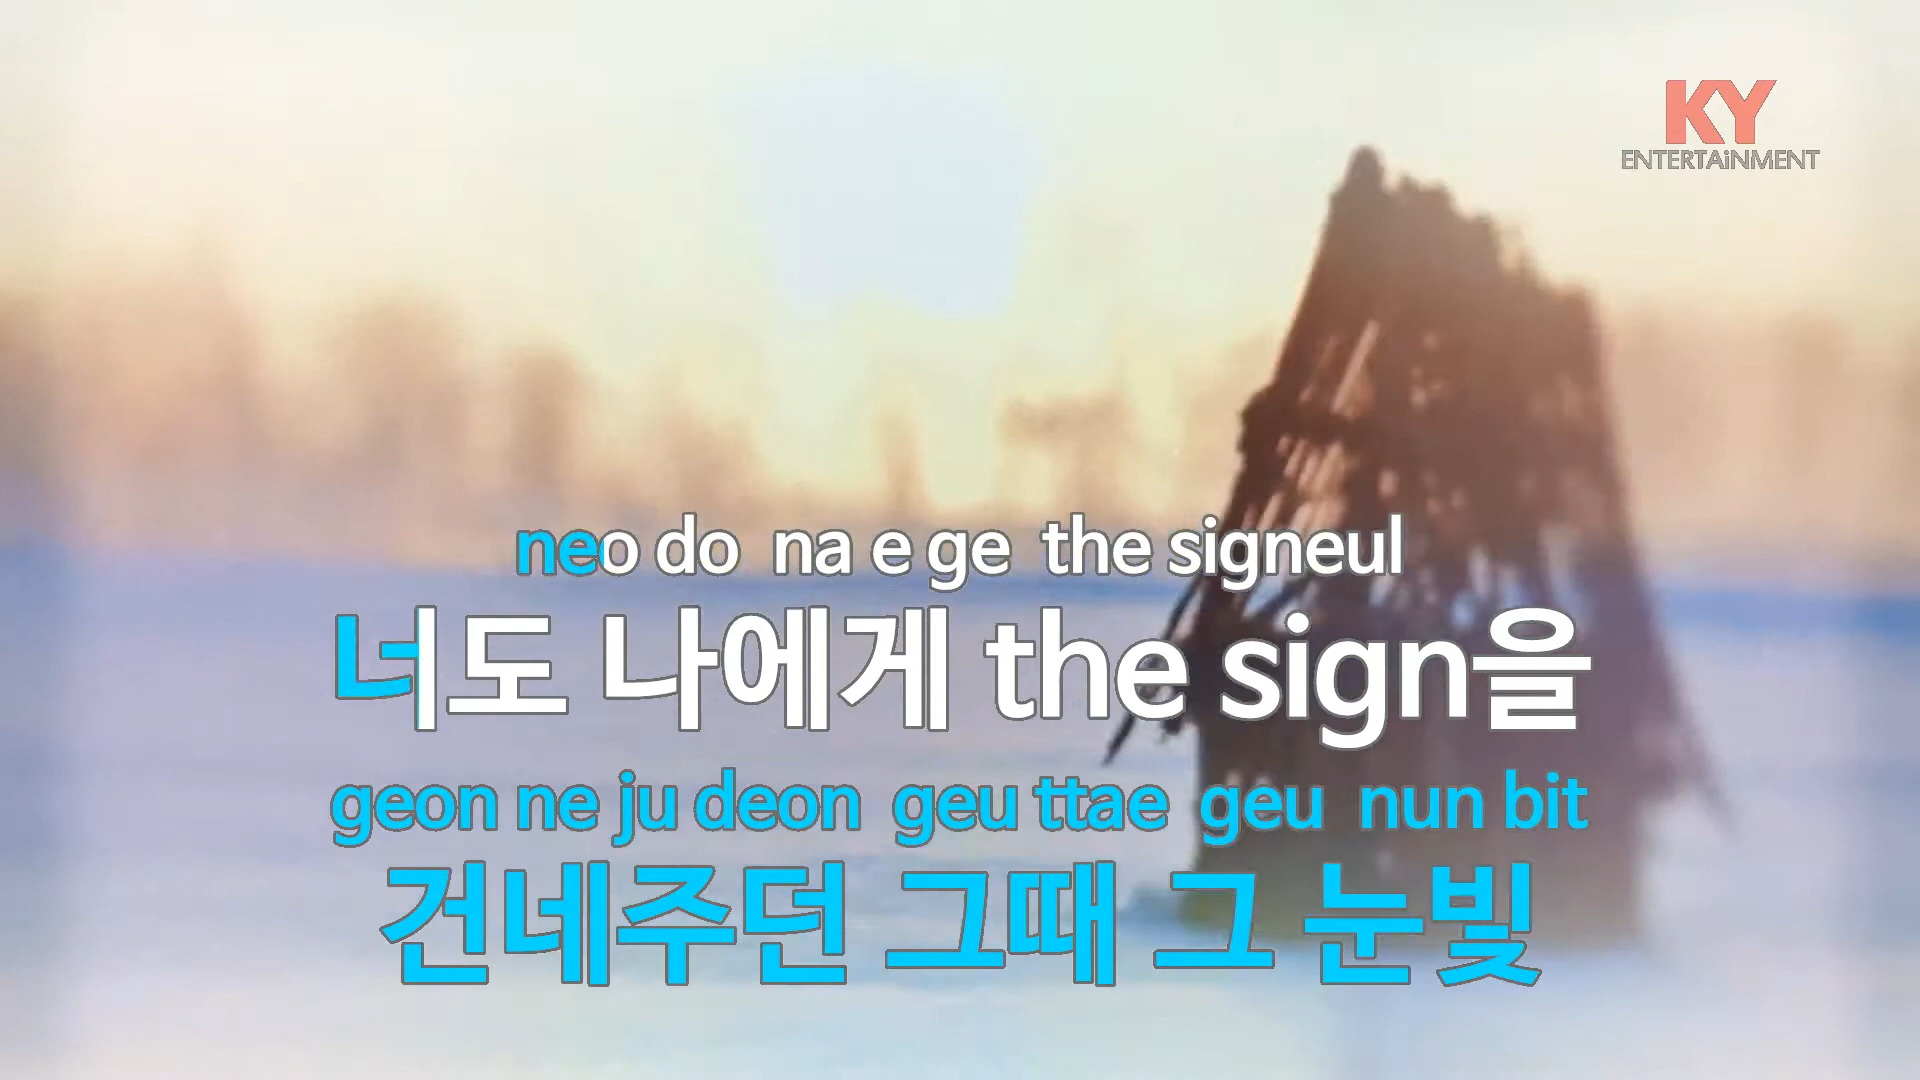 KY
ENTERTAiNMENT
neo do na e ge the signeul
너도 나에게 the sign을
geon ne ju deon geu ttae geu nun bit
건네주던 그때 그 눈빛